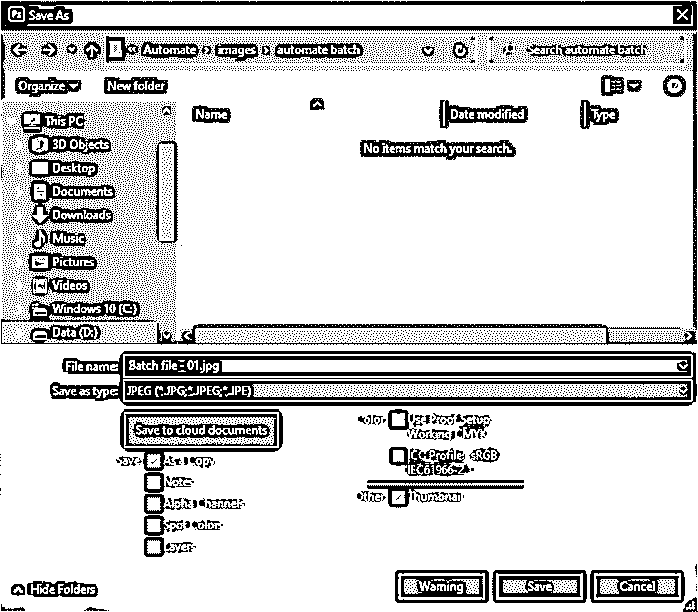 Ps Save As
« Automate › images › automate batch
Search automate batch
Organize
New folder
This PC
3D Objects
Desktop
Documents
Downloads
Music
Pictures
Videos
Windows 10 (C:)
Data (D:)
Name
Date modified
Type
No items match your search.
File name: Batch file - 01.jpg
Save as type: JPEG (*.JPG;*.JPEG;*.JPE)
Save to cloud documents
Save: As a Copy
Notes
Alpha Channels
Spot Colors
Layers
Color: Use Proof Setup:
Working CMYK
ICC Profile: sRGB
IEC61966-2.1
Other: Thumbnail
Hide Folders
Warning
Save
Cancel